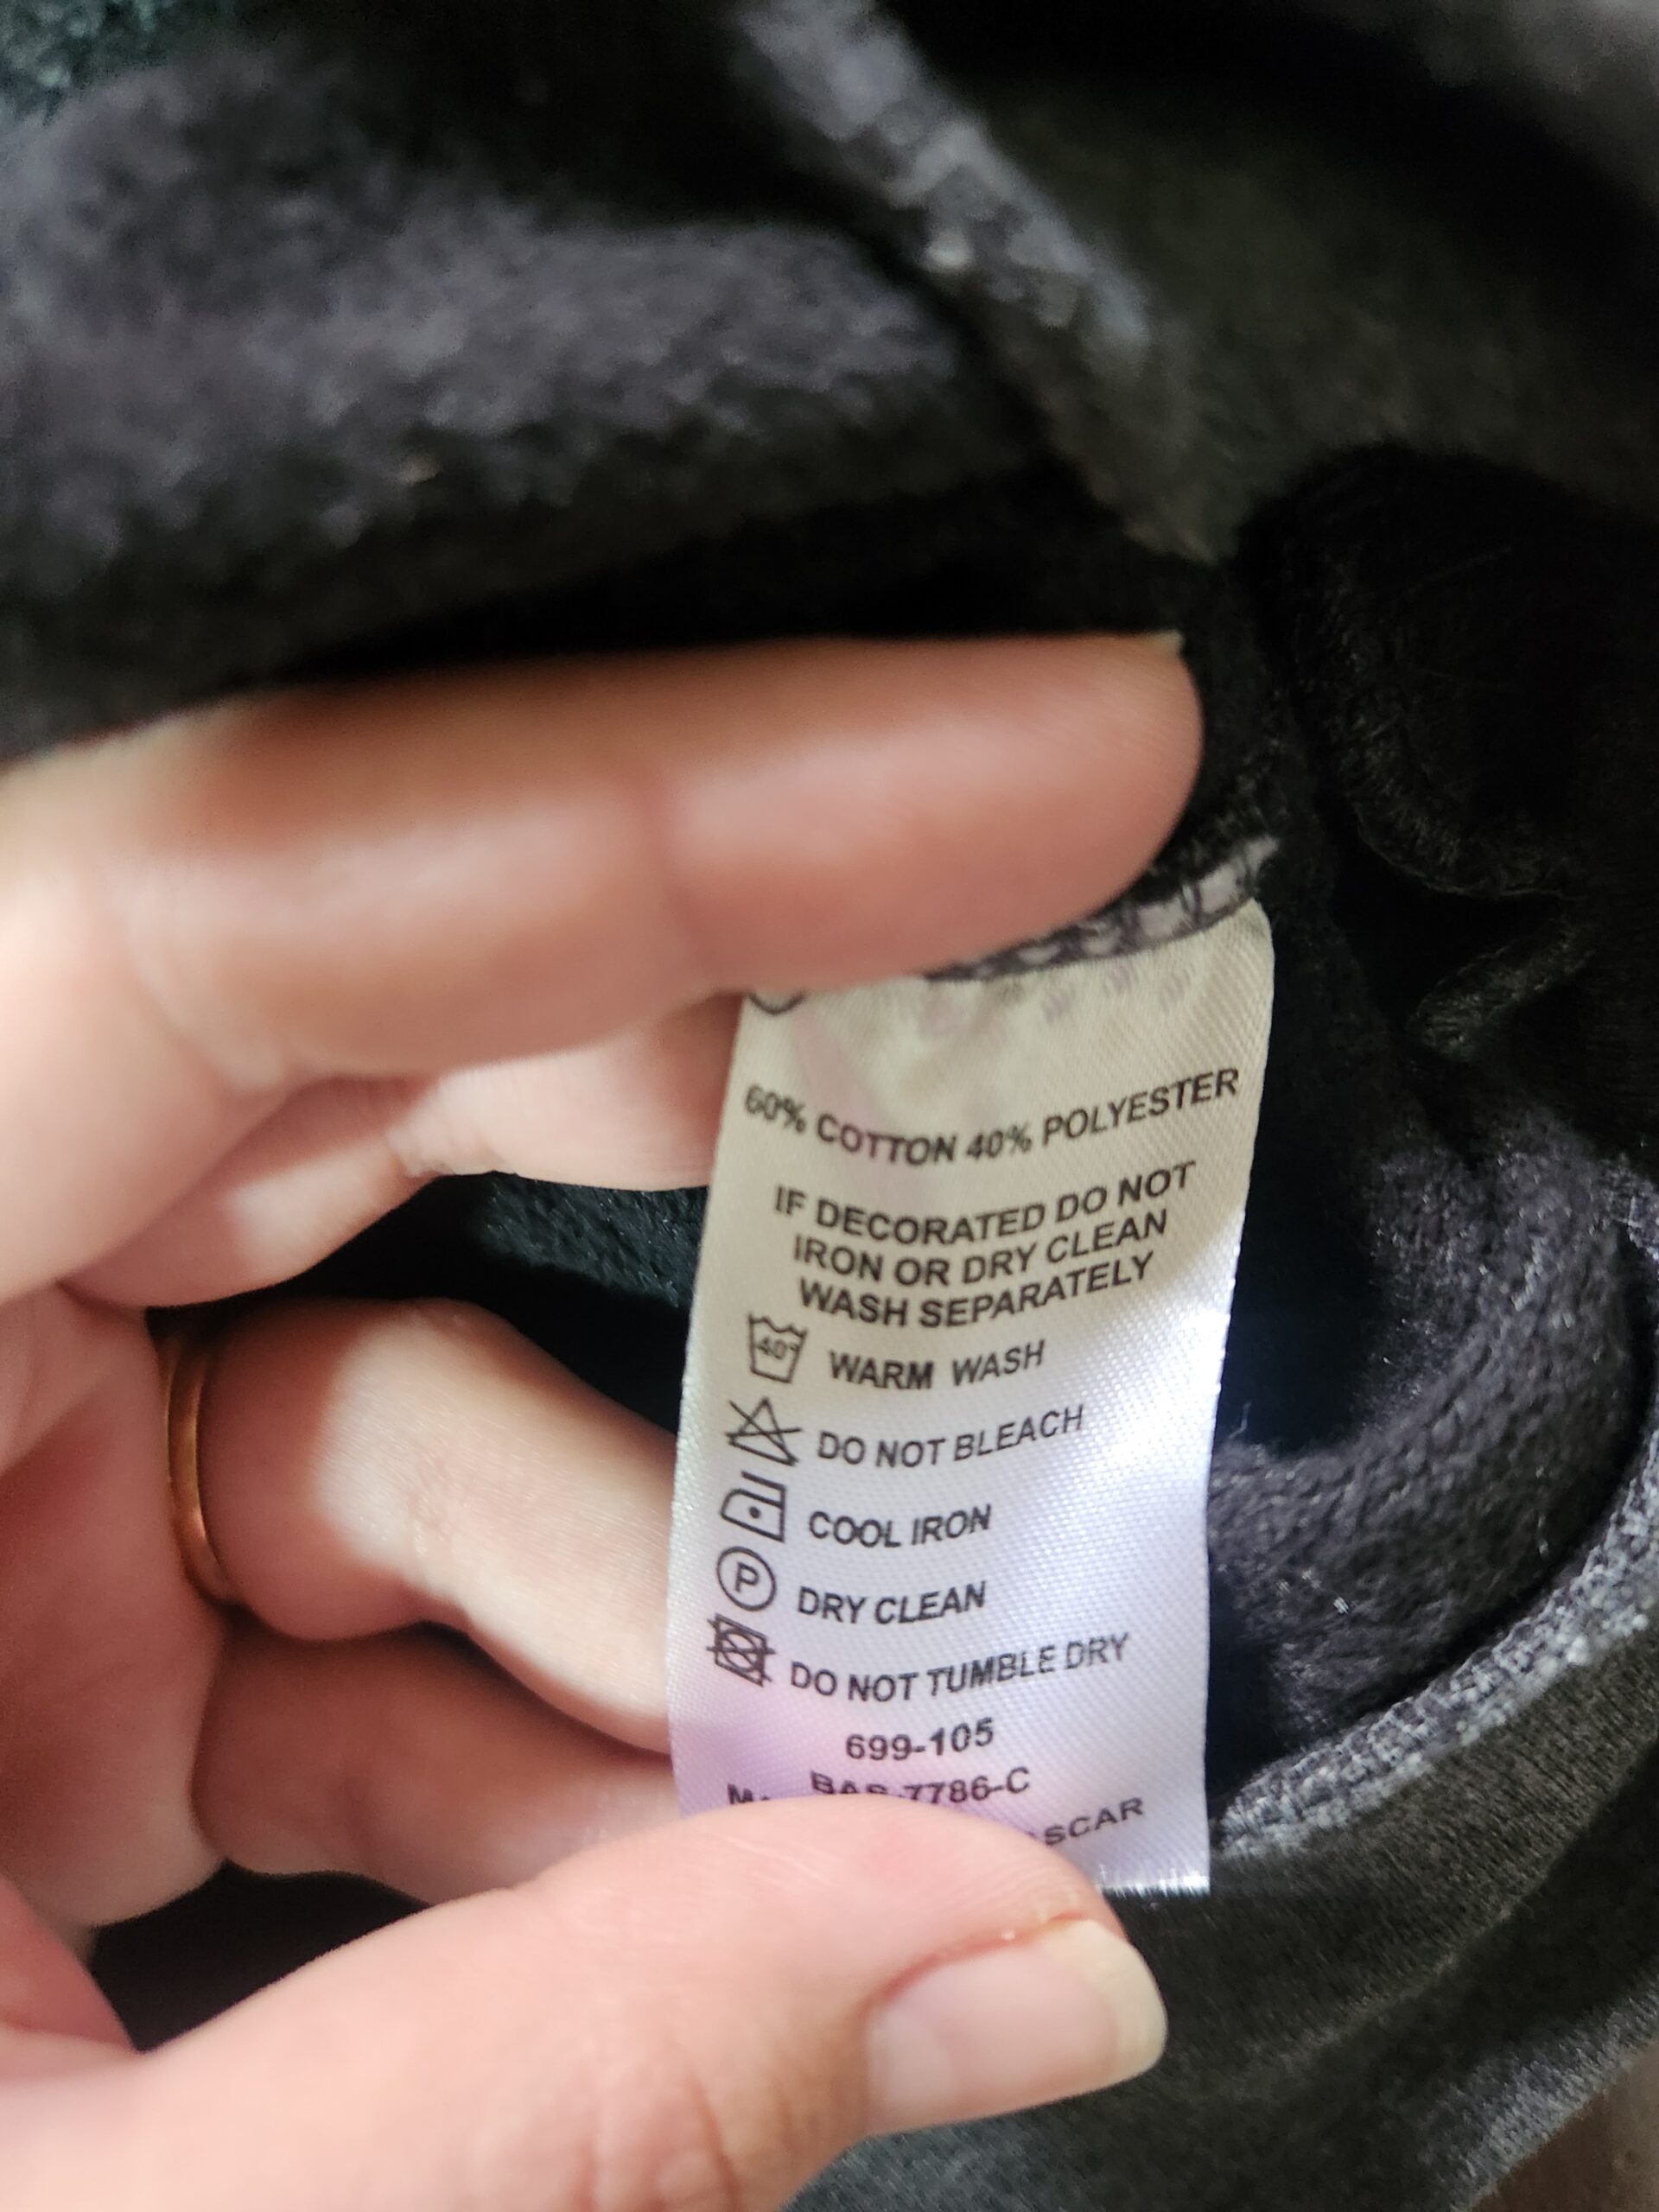 60% COTTON 40% POLYESTER
IF DECORATED DO NOT
IRON OR DRY CLEAN
WASH SEPARATELY
40° WARM WASH
DO NOT BLEACH
COOL IRON
P DRY CLEAN
DO NOT TUMBLE DRY
699-105
BAS-7786-C